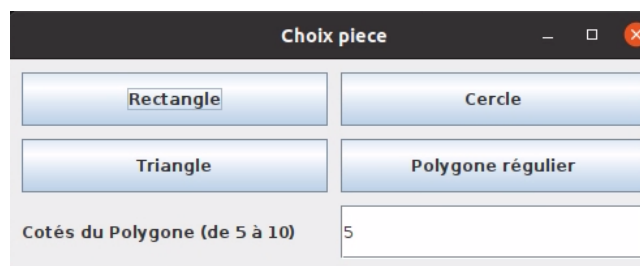 Choix piece
Rectangle Cercle
Triangle Polygone régulier
Cotés du Polygone (de 5 à 10) 5